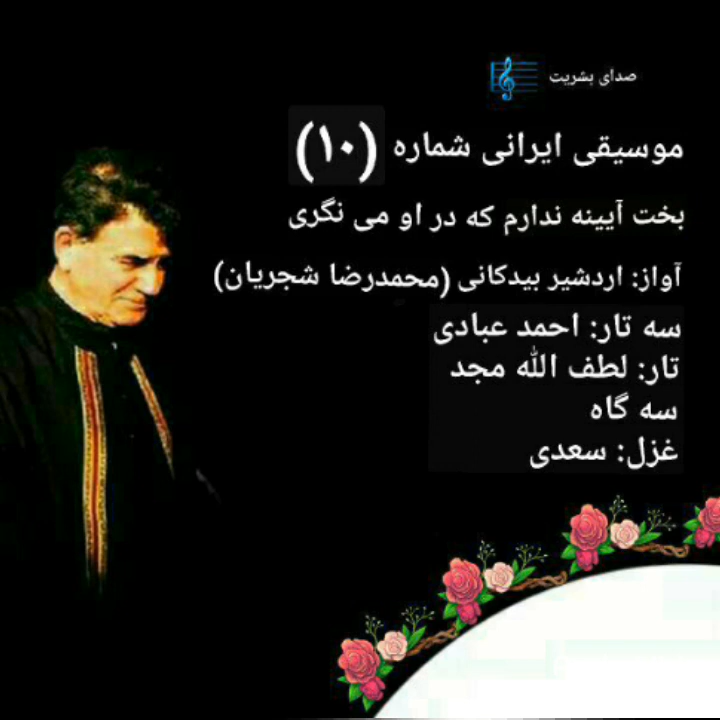 صدای بشریت
موسیقی ایرانی شماره (۱۰)
بخت آیینه ندارم که در او می نگری
آواز: اردشیر بیدکانی (محمدرضا شجریان)
سه تار: احمد عبادی
تار: لطف الله مجد
سه گاه
غزل: سعدی